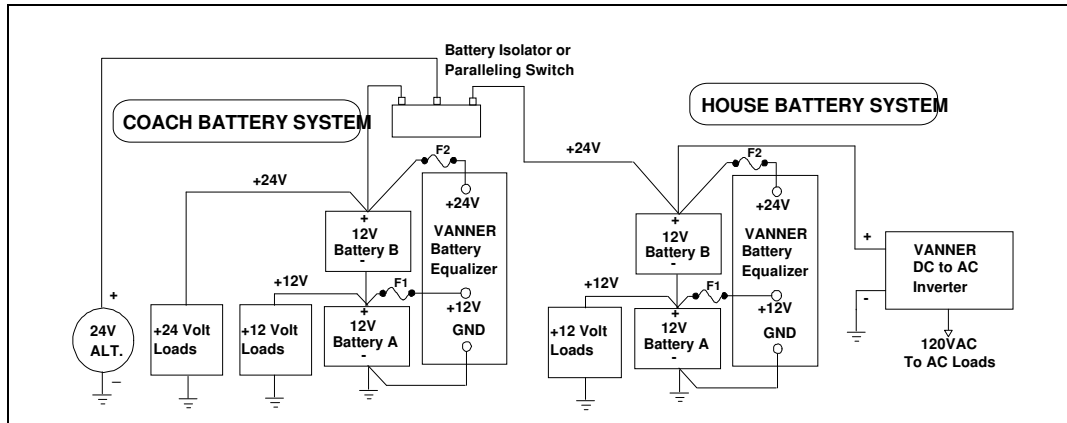 Battery Isolator or
Paralleling Switch
COACH BATTERY SYSTEM
HOUSE BATTERY SYSTEM
+24V
F2
+24V
VANNER
Battery
Equalizer
+
12V
Battery B
-
+12V
F1
+12V
GND
12V
Battery A
-
+
24V
ALT.
–
+24 Volt
Loads
+12 Volt
Loads
+24V
F2
+24V
VANNER
Battery
Equalizer
+
12V
Battery B
-
+12V
F1
+12V
GND
12V
Battery A
-
+12 Volt
Loads
+
-
VANNER
DC to AC
Inverter
120VAC
To AC Loads